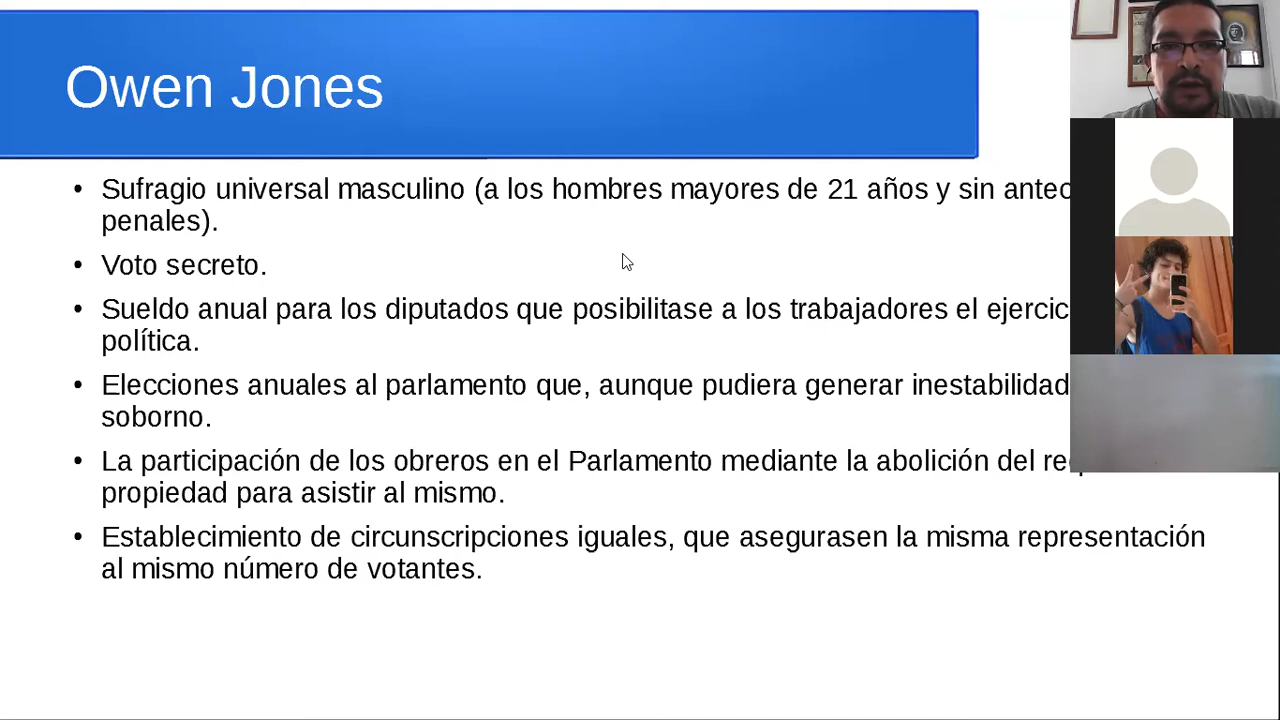 Owen Jones
• Sufragio universal masculino (a los hombres mayores de 21 años y sin
penales).
• Voto secreto.
• Sueldo anual para los diputados que posibilitase a los trabajadores el
política.
• Elecciones anuales al parlamento que, aunque pudiera generar inestabilidad
soborno.
• La participación de los obreros en el Parlamento mediante la abolición del
propiedad para asistir al mismo.
• Establecimiento de circunscripciones iguales, que asegurasen la misma representación
al mismo número de votantes.